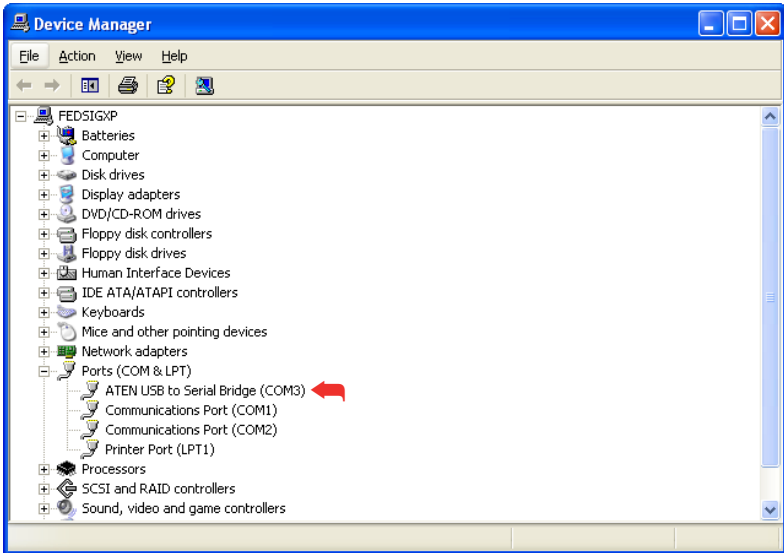 Device Manager
File Action View Help
FEDSIGXP
Batteries
Computer
Disk drives
Display adapters
DVD/CD-ROM drives
Floppy disk controllers
Floppy disk drives
Human Interface Devices
IDE ATA/ATAPI controllers
Keyboards
Mice and other pointing devices
Network adapters
Ports (COM & LPT)
ATEN USB to Serial Bridge (COM3)
Communications Port (COM1)
Communications Port (COM2)
Printer Port (LPT1)
Processors
SCSI and RAID controllers
Sound, video and game controllers